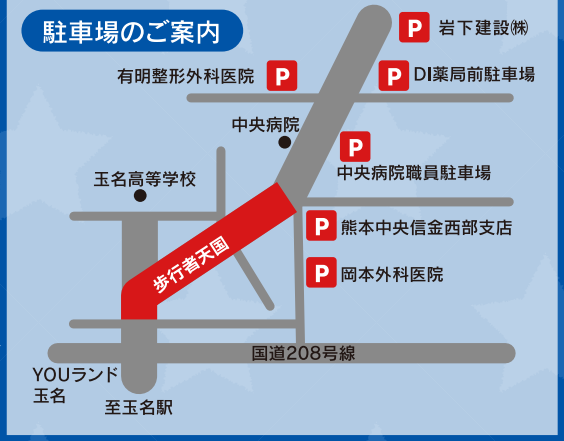 駐車場のご案内
P 岩下建設㈱
有明整形外科医院 P
P DI薬局前駐車場
中央病院
P
中央病院職員駐車場
玉名高等学校
P 熊本中央信金西部支店
歩行者天国
P 岡本外科医院
国道208号線
YOUランド
玉名
至玉名駅